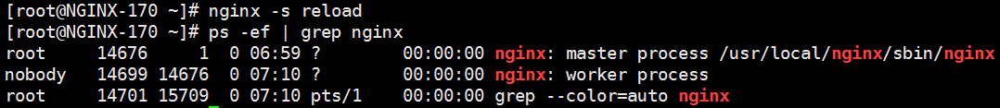 [root@NGINX-170 ~]# nginx -s reload
[root@NGINX-170 ~]# ps -ef | grep nginx
root     14676     1  0 06:59 ?        00:00:00 nginx: master process /usr/local/nginx/sbin/nginx
nobody   14699 14676  0 07:10 ?        00:00:00 nginx: worker process
root     14701 15709  0 07:10 pts/1    00:00:00 grep --color=auto nginx